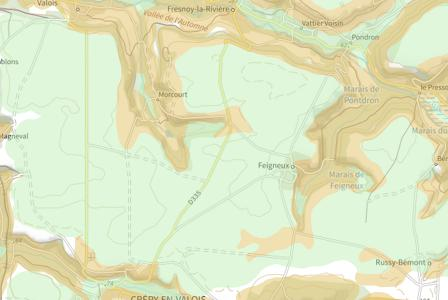 Valois
Fresnoy-la-Rivière
Vallée de l'Automne
Vattier Voisin
Pondron
Morcourt
Marais de
Pontdron
le Presso
Marais du
Feigneux
Marais de
Feigneux
D335
Russy-Bémont
CRÉPY-EN-VALOIS